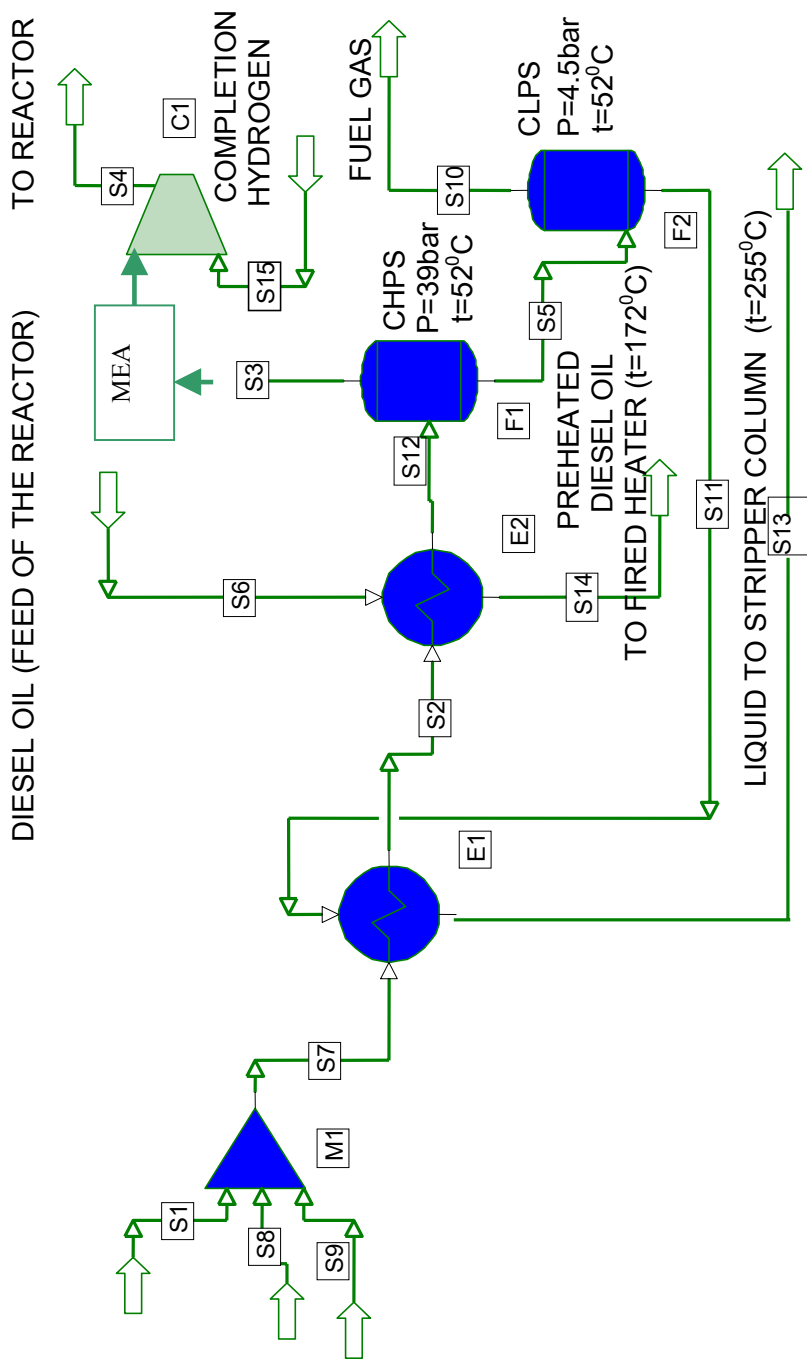 DIESEL OIL (FEED OF THE REACTOR)
TO REACTOR
S4
C1
COMPLETION
HYDROGEN
S15
MEA
S3
FUEL GAS
S10
CLPS
P=4.5bar
t=52⁰C
CHPS
P=39bar
t=52⁰C
S12
F1
S5
F2
S6
E2
S14
PREHEATED
DIESEL OIL
TO FIRED HEATER (t=172⁰C)
S2
E1
S11
S13
LIQUID TO STRIPPER COLUMN (t=255⁰C)
S7
M1
S1
S8
S9